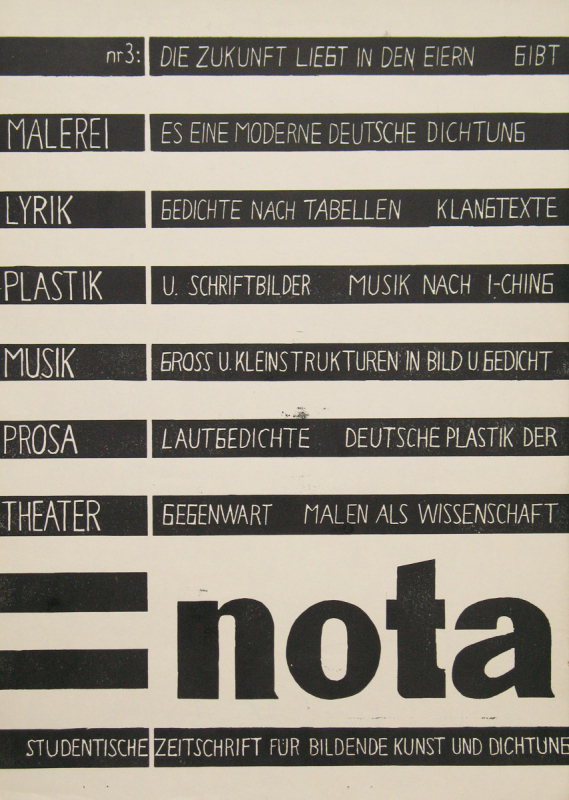 nr3: DIE ZUKUNFT LIEGT IN DEN EIERN GIBT
MALEREI ES EINE MODERNE DEUTSCHE DICHTUNG
LYRIK GEDICHTE NACH TABELLEN KLANGTEXTE
PLASTIK U. SCHRIFTBILDER MUSIK NACH I-CHING
MUSIK GROSS U. KLEINSTRUKTUREN IN BILD U. GEDICHT
PROSA LAUTGEDICHTE DEUTSCHE PLASTIK DER
THEATER GEGENWART MALEN ALS WISSENSCHAFT
nota
STUDENTISCHE ZEITSCHRIFT FÜR BILDENDE KUNST UND DICHTUNG